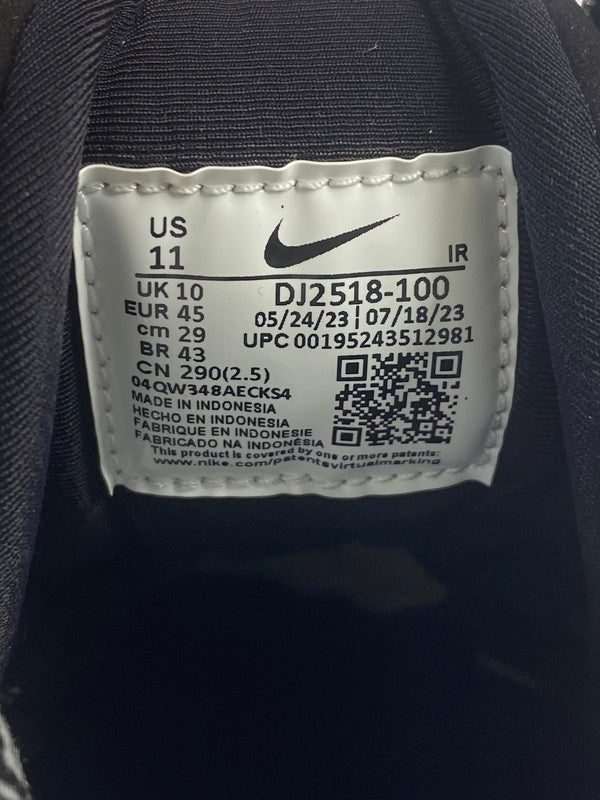 US
11
IR
UK 10
EUR 45
cm 29
BR 43
CN 290(2.5)
DJ2518-100
05/24/23 | 07/18/23
UPC 00195243512981
04QW348AECKS4
MADE IN INDONESIA
HECHO EN INDONESIA
FABRIQUE EN INDONESIE
FABRICADO NA INDONÉSIA
This product is covered by one or more patents:
www.nike.com/patentsvirtualmarking